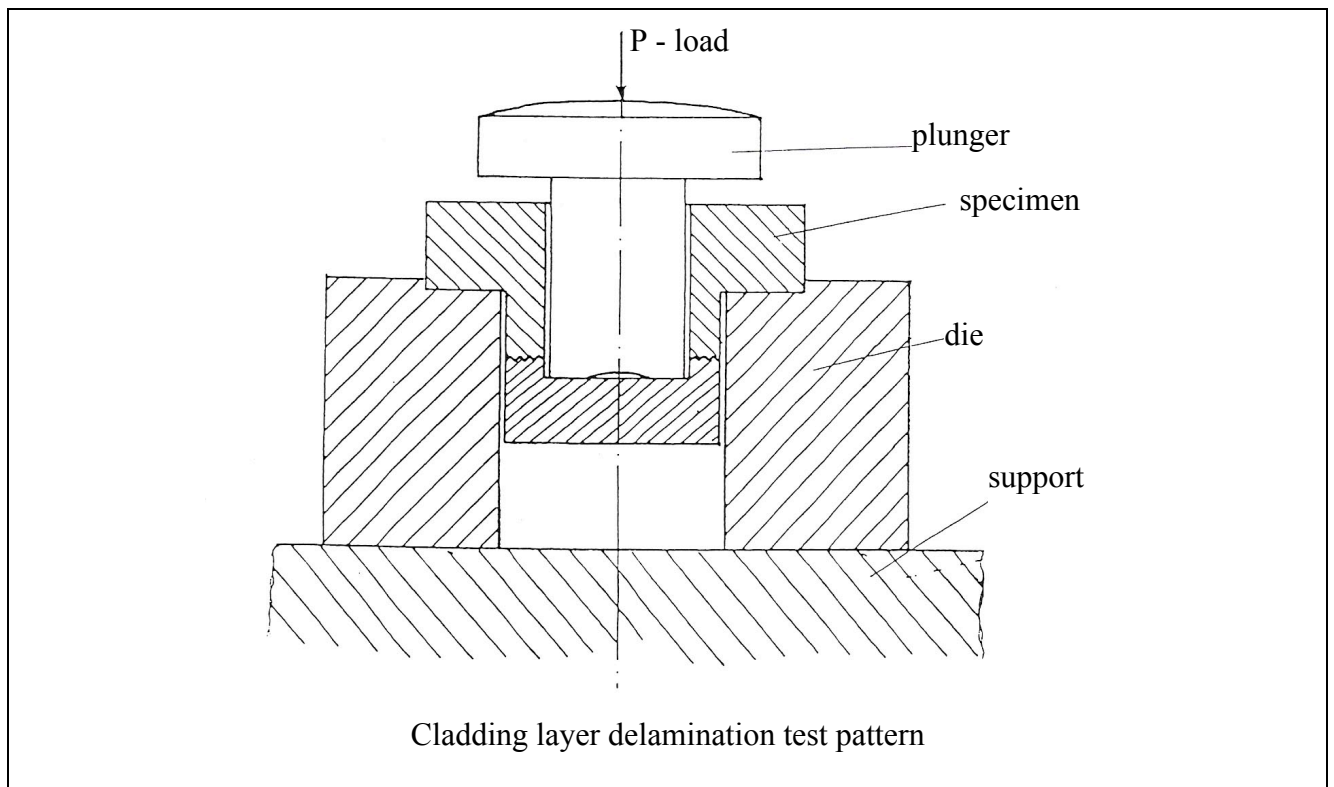 P - load
plunger
specimen
die
support
Cladding layer delamination test pattern